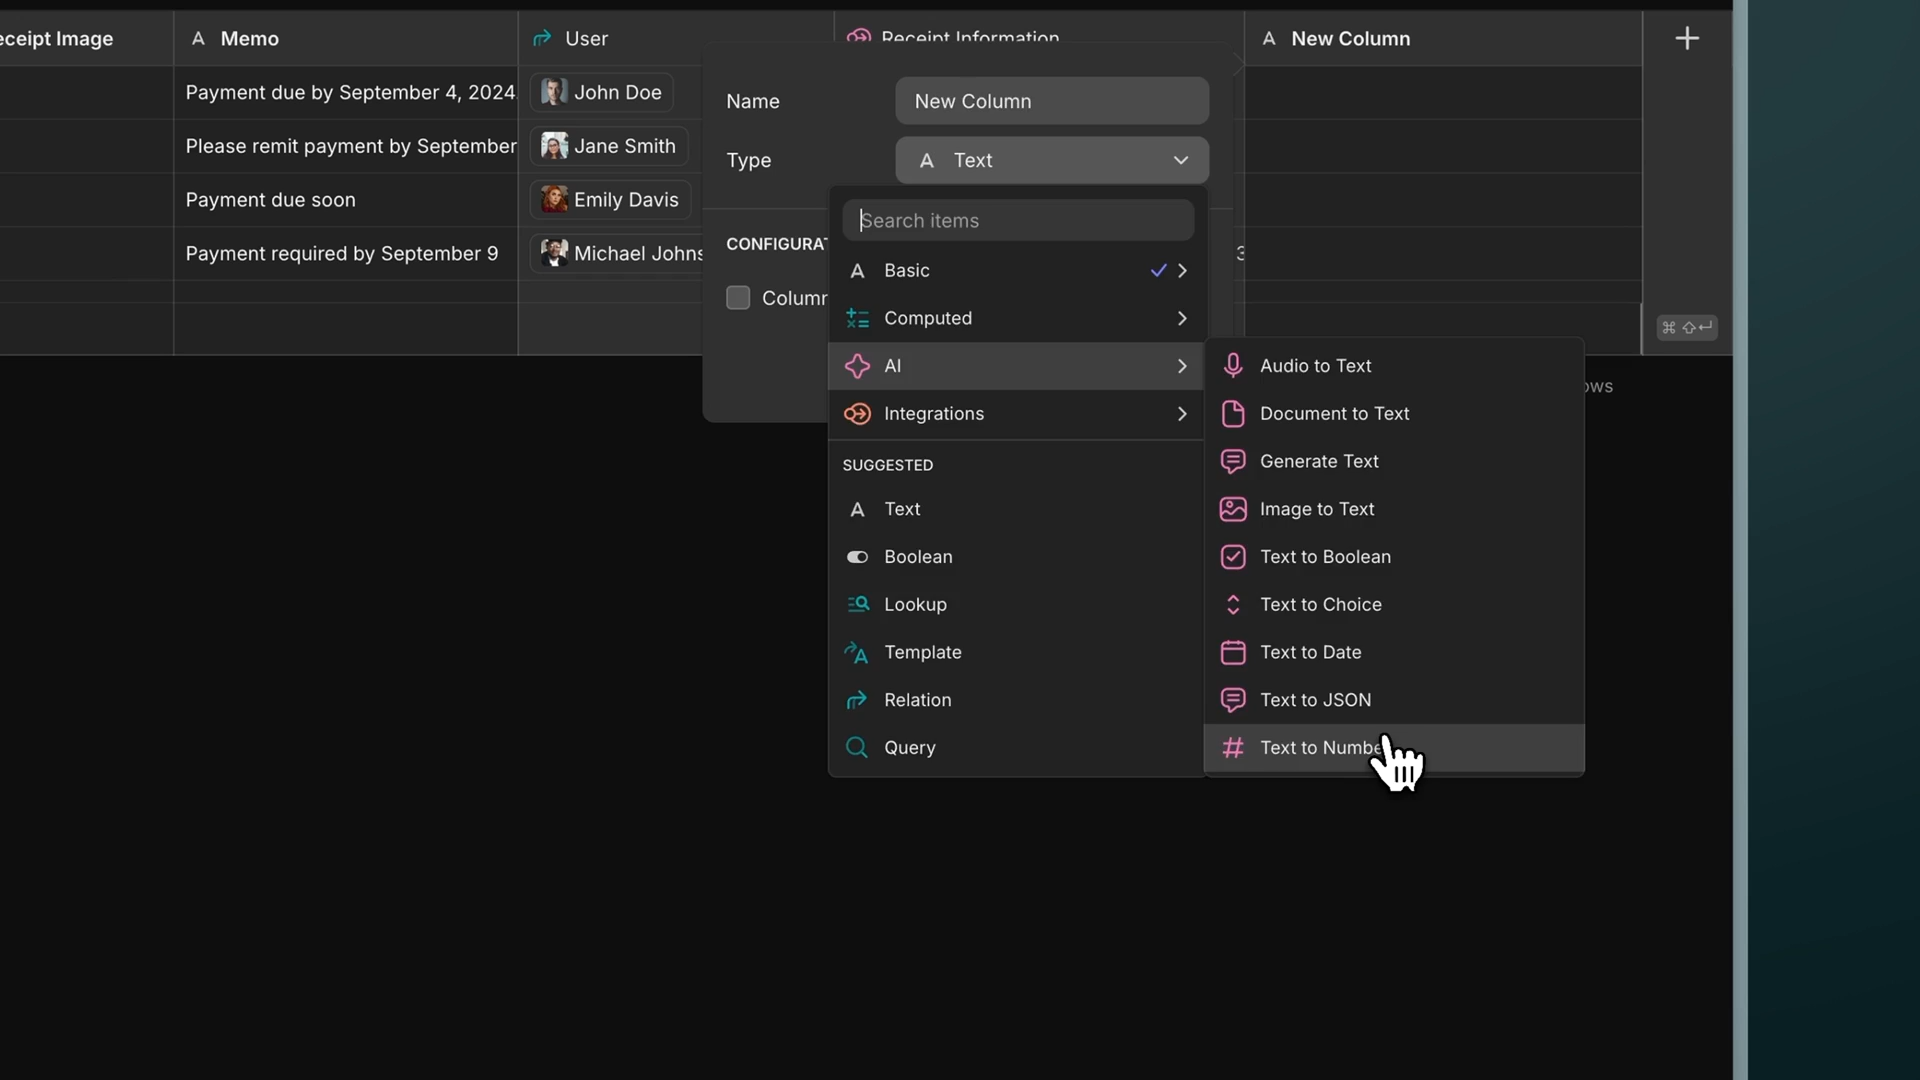 eceipt Image
A Memo
User
Receipt Information
A New Column
Payment due by September 4, 2024.
John Doe
Please remit payment by September
Jane Smith
Payment due soon
Emily Davis
Payment required by September 9
Michael Johns
Name
New Column
Type
A Text
CONFIGURAT
Column
3
Search items
A Basic
Computed
AI
Integrations
SUGGESTED
A Text
Boolean
Lookup
Template
Relation
Query
Audio to Text
Document to Text
Generate Text
Image to Text
Text to Boolean
Text to Choice
Text to Date
Text to JSON
Text to Numbe
ows